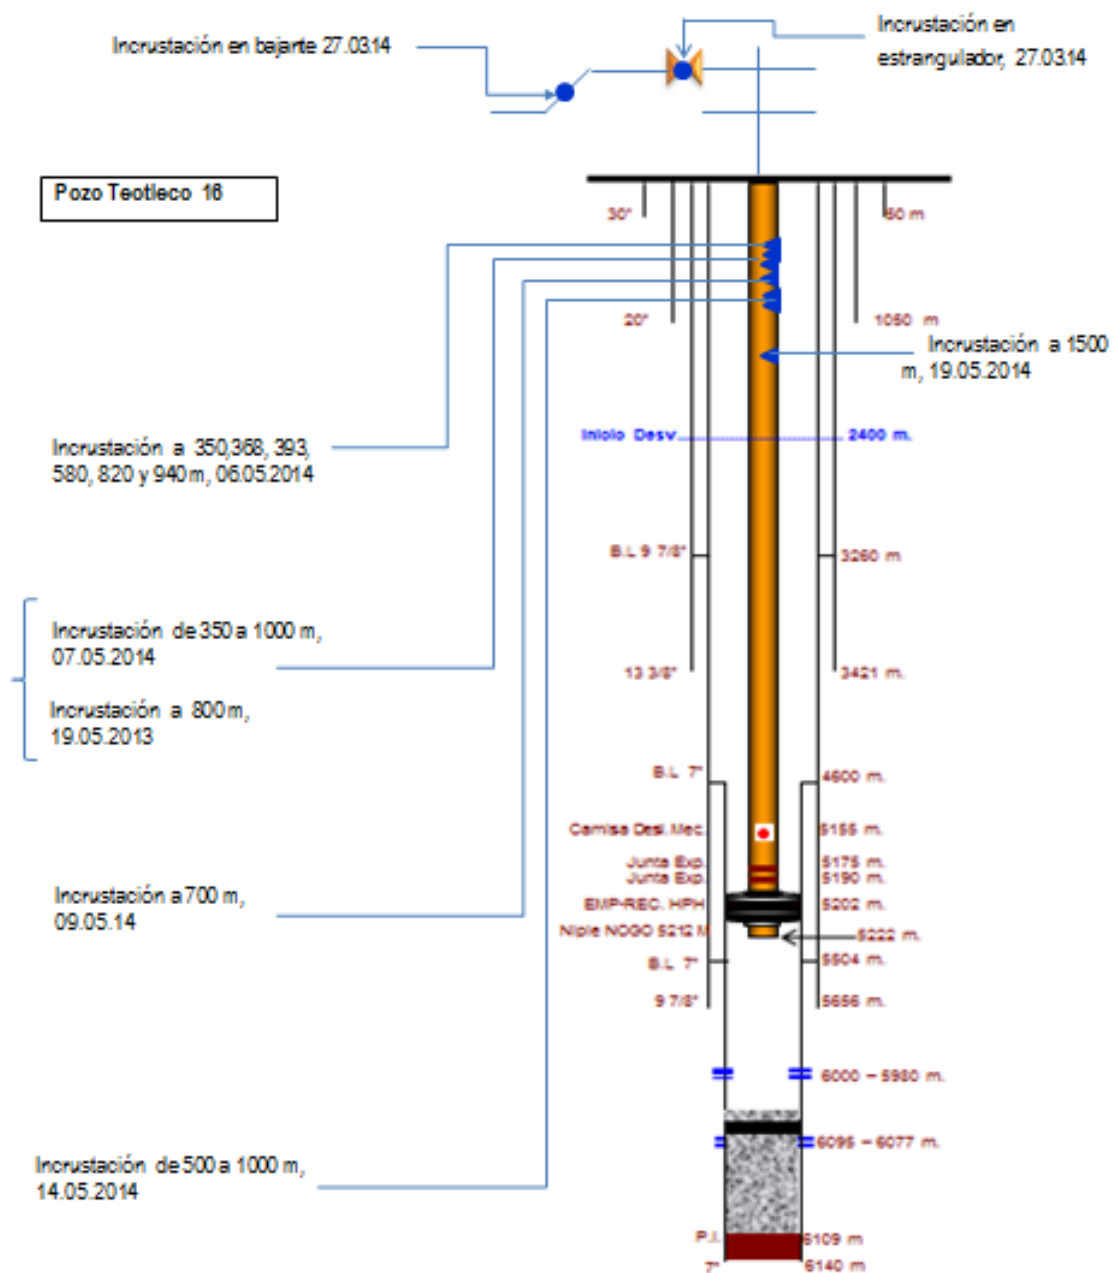 Incrustación en bajante 27.03.14
Incrustación en
estrangulador, 27.03.14
Pozo Teotleco 16
30"
50 m
20"
1050 m
Incrustación a 1500
m, 19.05.2014
Inicio Desv.
2400 m.
Incrustación a 350,368, 393,
580, 820 y 940 m, 06.05.2014
B.L 9 7/8"
3260 m
Incrustación de 350 a 1000 m,
07.05.2014
13 3/8"
3421 m.
Incrustación a 800 m,
19.05.2013
B.L 7"
4600 m.
Camisa Desl. Mec.
5155 m.
Junta Exp.
5175 m.
Junta Exp.
5190 m.
Incrustación a 700 m,
09.05.14
EMP-REC. HPH
5202 m.
Niple NOGO 5212 M
5222 m.
B.L 7"
5504 m.
9 7/8"
5656 m.
6000 – 5980 m.
6095 – 6077 m.
Incrustación de 500 a 1000 m,
14.05.2014
P.I.
6109 m
7"
6140 m